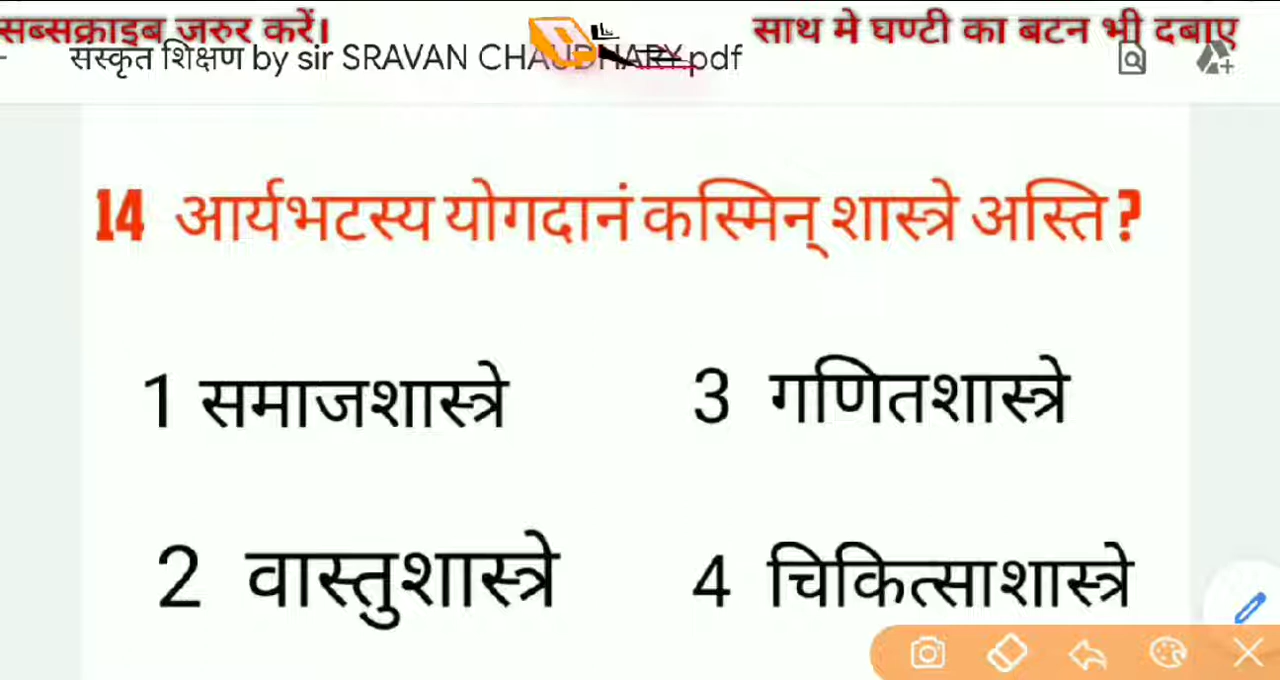 सब्सक्राइब जरुर करें। साथ मे घण्टी का बटन भी दबाए
संस्कृत शिक्षण by sir SRAVAN CHAUDHARY.pdf
14 आर्यभटस्य योगदानं कस्मिन् शास्त्रे अस्ति?
1 समाजशास्त्रे 3 गणितशास्त्रे
2 वास्तुशास्त्रे 4 चिकित्साशास्त्रे